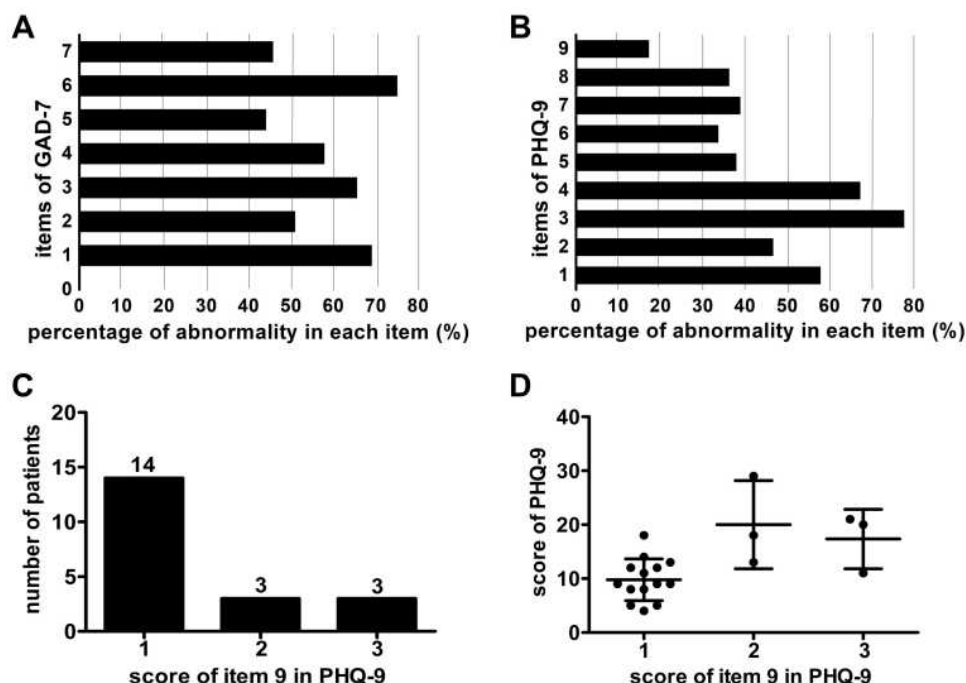 A
items of GAD-7
7
6
5
4
3
2
1
0
0 10 20 30 40 50 60 70 80
percentage of abnormality in each item (%)
B
items of PHQ-9
9
8
7
6
5
4
3
2
1
0 10 20 30 40 50 60 70 80
percentage of abnormality in each item (%)
C
number of patients
20
15
10
5
0
14
3
3
1 2 3
score of item 9 in PHQ-9
D
score of PHQ-9
40
30
20
10
0
1 2 3
score of item 9 in PHQ-9